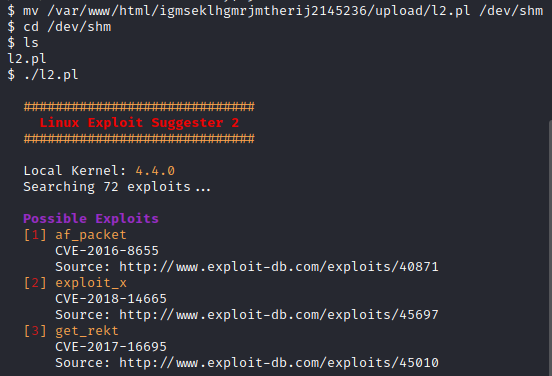 $ mv /var/www/html/igmseklhgmrjmtherij2145236/upload/l2.pl /dev/shm
$ cd /dev/shm
$ ls
l2.pl
$ ./l2.pl
#############################
Linux Exploit Suggester 2
#############################
Local Kernel: 4.4.0
Searching 72 exploits...
Possible Exploits
[1] af_packet
CVE-2016-8655
Source: http://www.exploit-db.com/exploits/40871
[2] exploit_x
CVE-2018-14665
Source: http://www.exploit-db.com/exploits/45697
[3] get_rekt
CVE-2017-16695
Source: http://www.exploit-db.com/exploits/45010